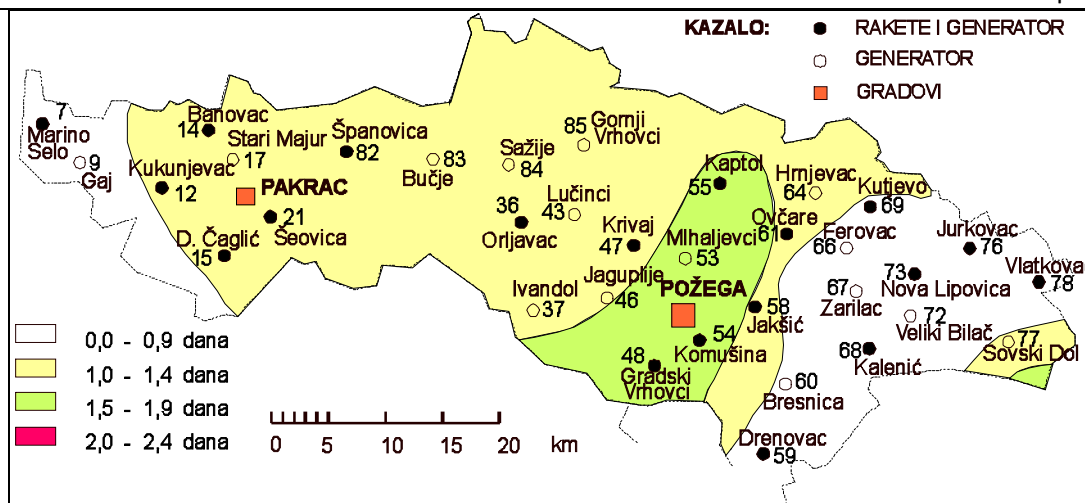 KAZALO:
RAKETE I GENERATOR
GENERATOR
GRADOVI
7
Marino
Selo
9
Gaj
Banovac
14
Stari Majur
17
Kukunjevac
12
PAKRAC
21
Šeovica
D. Čaglić
15
Španovica
82
83
Bučje
Sažije
84
85
Gornji
Vrhovci
Lučinci
43
36
Orljavac
Krivaj
47
Ivandol
37
Jaguplije
46
Kaptol
55
Mlhaljevci
53
POŽEGA
54
Komušina
48
Gradski
Vrhovci
Hrnjevac
64
Kutjevo
69
Ovčare
61
Ferovac
66
Jurkovac
76
Vlatkova
78
73
Nova Lipovica
67
Zarilac
72
Veliki Bilač
58
Jakšić
77
Sovski Dol
68
Kalenić
60
Bresnica
Drenovac
59
0,0 - 0,9 dana
1,0 - 1,4 dana
1,5 - 1,9 dana
2,0 - 2,4 dana
0 5 10 15 20 km